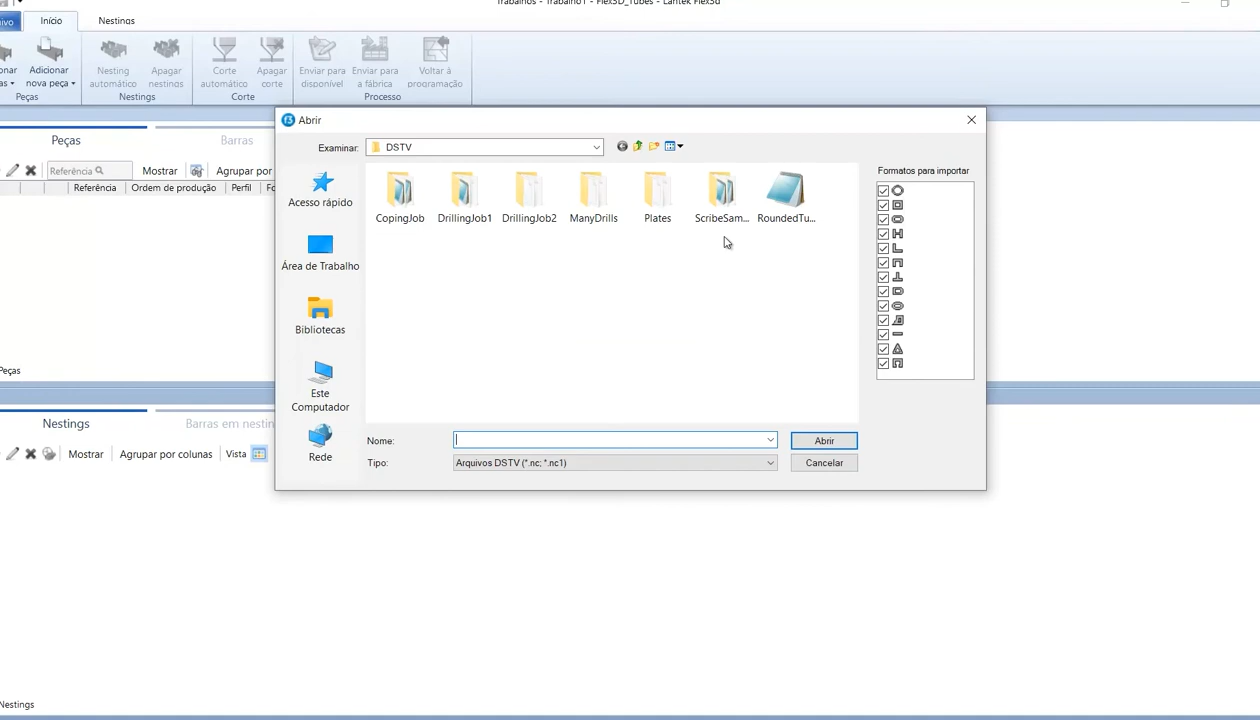 Trabalhos - Trabalho1 - Flex3D_Tubes - Lantek Flex3d
Início
Nestings
Adicionar
nova peça
Nesting
automático
Apagar
nestings
Corte
automático
Apagar
corte
Enviar para
disponível
Enviar para
a fábrica
Voltar à
programação
Peças
Nestings
Corte
Processo
Peças
Barras
Referência
Mostrar
Agrupar por
Referência
Ordem de produção
Perfil
Peças
Nestings
Barras em nestin
Mostrar
Agrupar por colunas
Vista
Nestings
Abrir
Examinar:
DSTV
Acesso rápido
Área de Trabalho
Bibliotecas
Este
Computador
Rede
CopingJob
DrillingJob1
DrillingJob2
ManyDrills
Plates
ScribeSam...
RoundedTu...
Formatos para importar
Nome:
Abrir
Tipo:
Arquivos DSTV (*.nc; *.nc1)
Cancelar